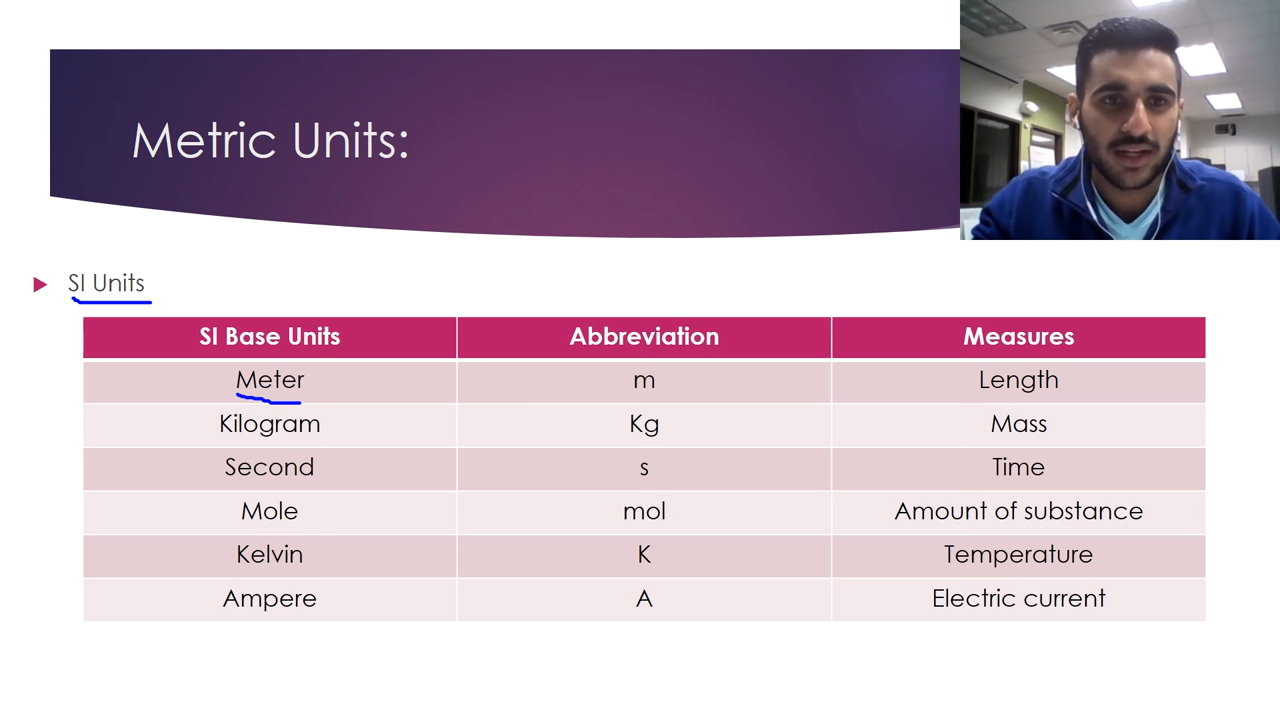 Metric Units:
SI Units
SI Base Units Abbreviation Measures
Meter m Length
Kilogram Kg Mass
Second s Time
Mole mol Amount of substance
Kelvin K Temperature
Ampere A Electric current